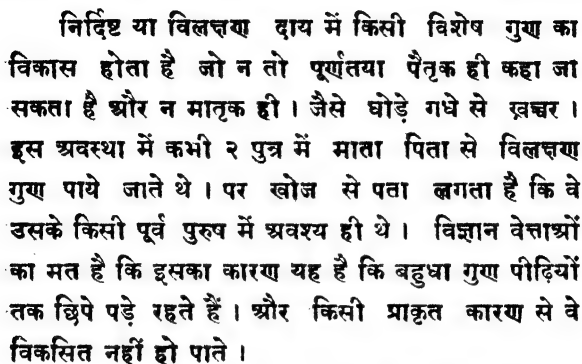 निर्दिष्ट या विलक्षण दाय में किसी विशेष गुण का
विकास होता है जो न तो पूर्णतया पैतृक ही कहा जा
सकता है और न मातृक ही । जैसे घोड़े गधे से ख़च्चर ।
इस अवस्था में कभी २ पुत्र में माता पिता से विलक्षण
गुण पाये जाते थे । पर खोज से पता लगता है कि वे
उसके किसी पूर्व पुरुष में अवश्य ही थे । विज्ञान वेत्ताओं
का मत है कि इसका कारण यह है कि बहुधा गुण पीढ़ियों
तक छिपे पड़े रहते हैं । और किसी प्राकृत कारण से वे
विकसित नहीं हो पाते ।